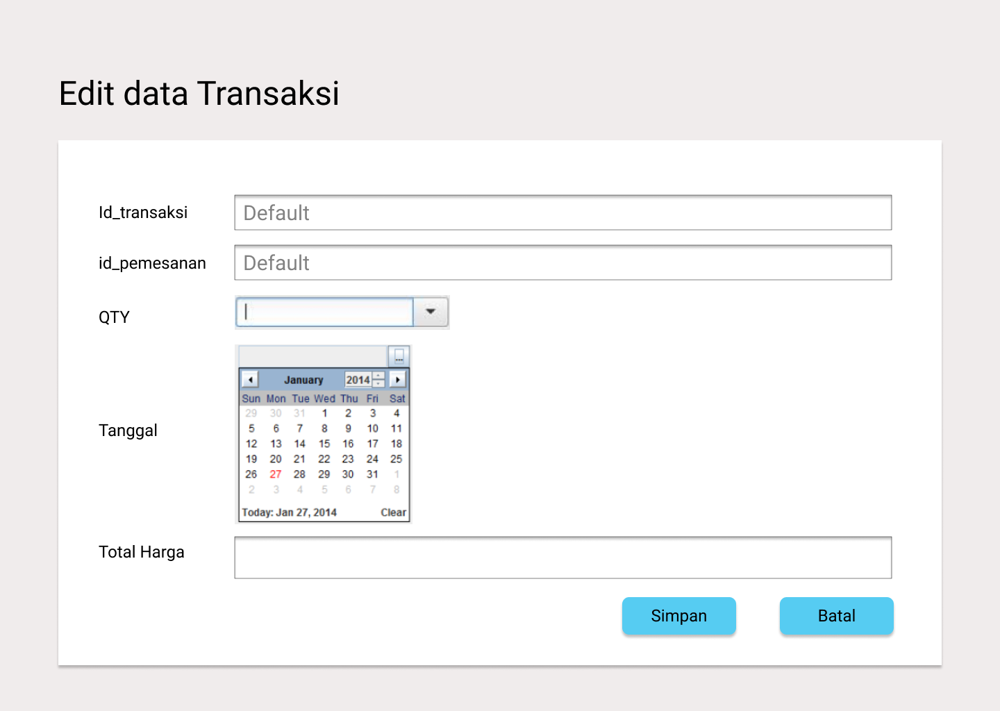 Edit data Transaksi
Id_transaksi Default
id_pemesanan Default
QTY
...
January 2014
Sun Mon Tue Wed Thu Fri Sat
29 30 31 1 2 3 4
5 6 7 8 9 10 11
12 13 14 15 16 17 18
19 20 21 22 23 24 25
26 27 28 29 30 31 1
2 3 4 5 6 7 8
Today: Jan 27, 2014 Clear
Tanggal
Total Harga
Simpan Batal